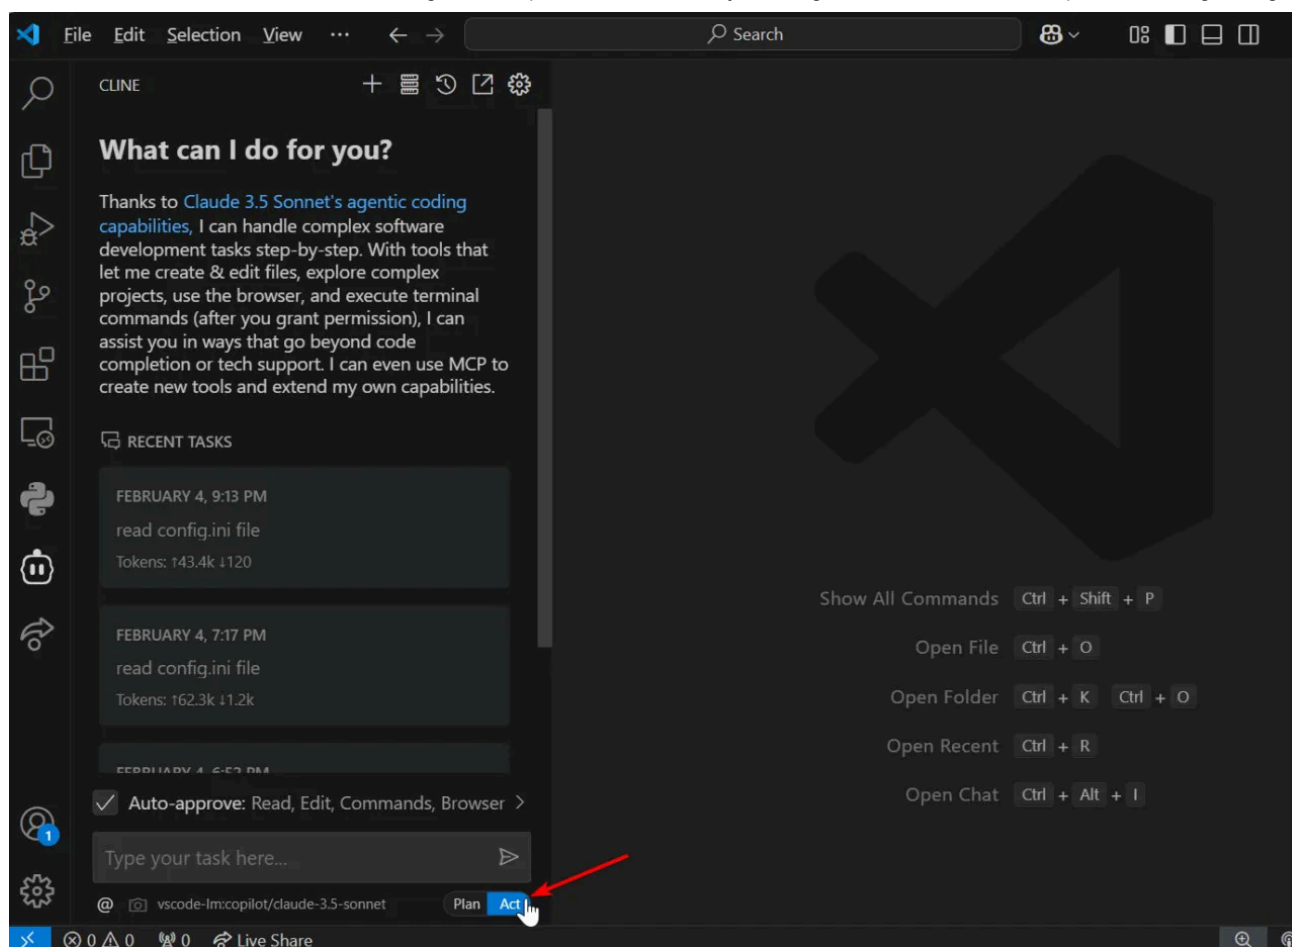 File Edit Selection View ··· Search
CLINE
What can I do for you?
Thanks to Claude 3.5 Sonnet's agentic coding
capabilities, I can handle complex software
development tasks step-by-step. With tools that
let me create & edit files, explore complex
projects, use the browser, and execute terminal
commands (after you grant permission), I can
assist you in ways that go beyond code
completion or tech support. I can even use MCP to
create new tools and extend my own capabilities.
RECENT TASKS
FEBRUARY 4, 9:13 PM
read config.ini file
Tokens: ↑43.4k ↓120
FEBRUARY 4, 7:17 PM
read config.ini file
Tokens: ↑62.3k ↓1.2k
FEBRUARY 4, 6:52 PM
Auto-approve: Read, Edit, Commands, Browser >
Type your task here...
@ vscode-lm:copilot/claude-3.5-sonnet Plan Act
1
0 0 0 Live Share
Show All Commands Ctrl + Shift + P
Open File Ctrl + O
Open Folder Ctrl + K Ctrl + O
Open Recent Ctrl + R
Open Chat Ctrl + Alt + I